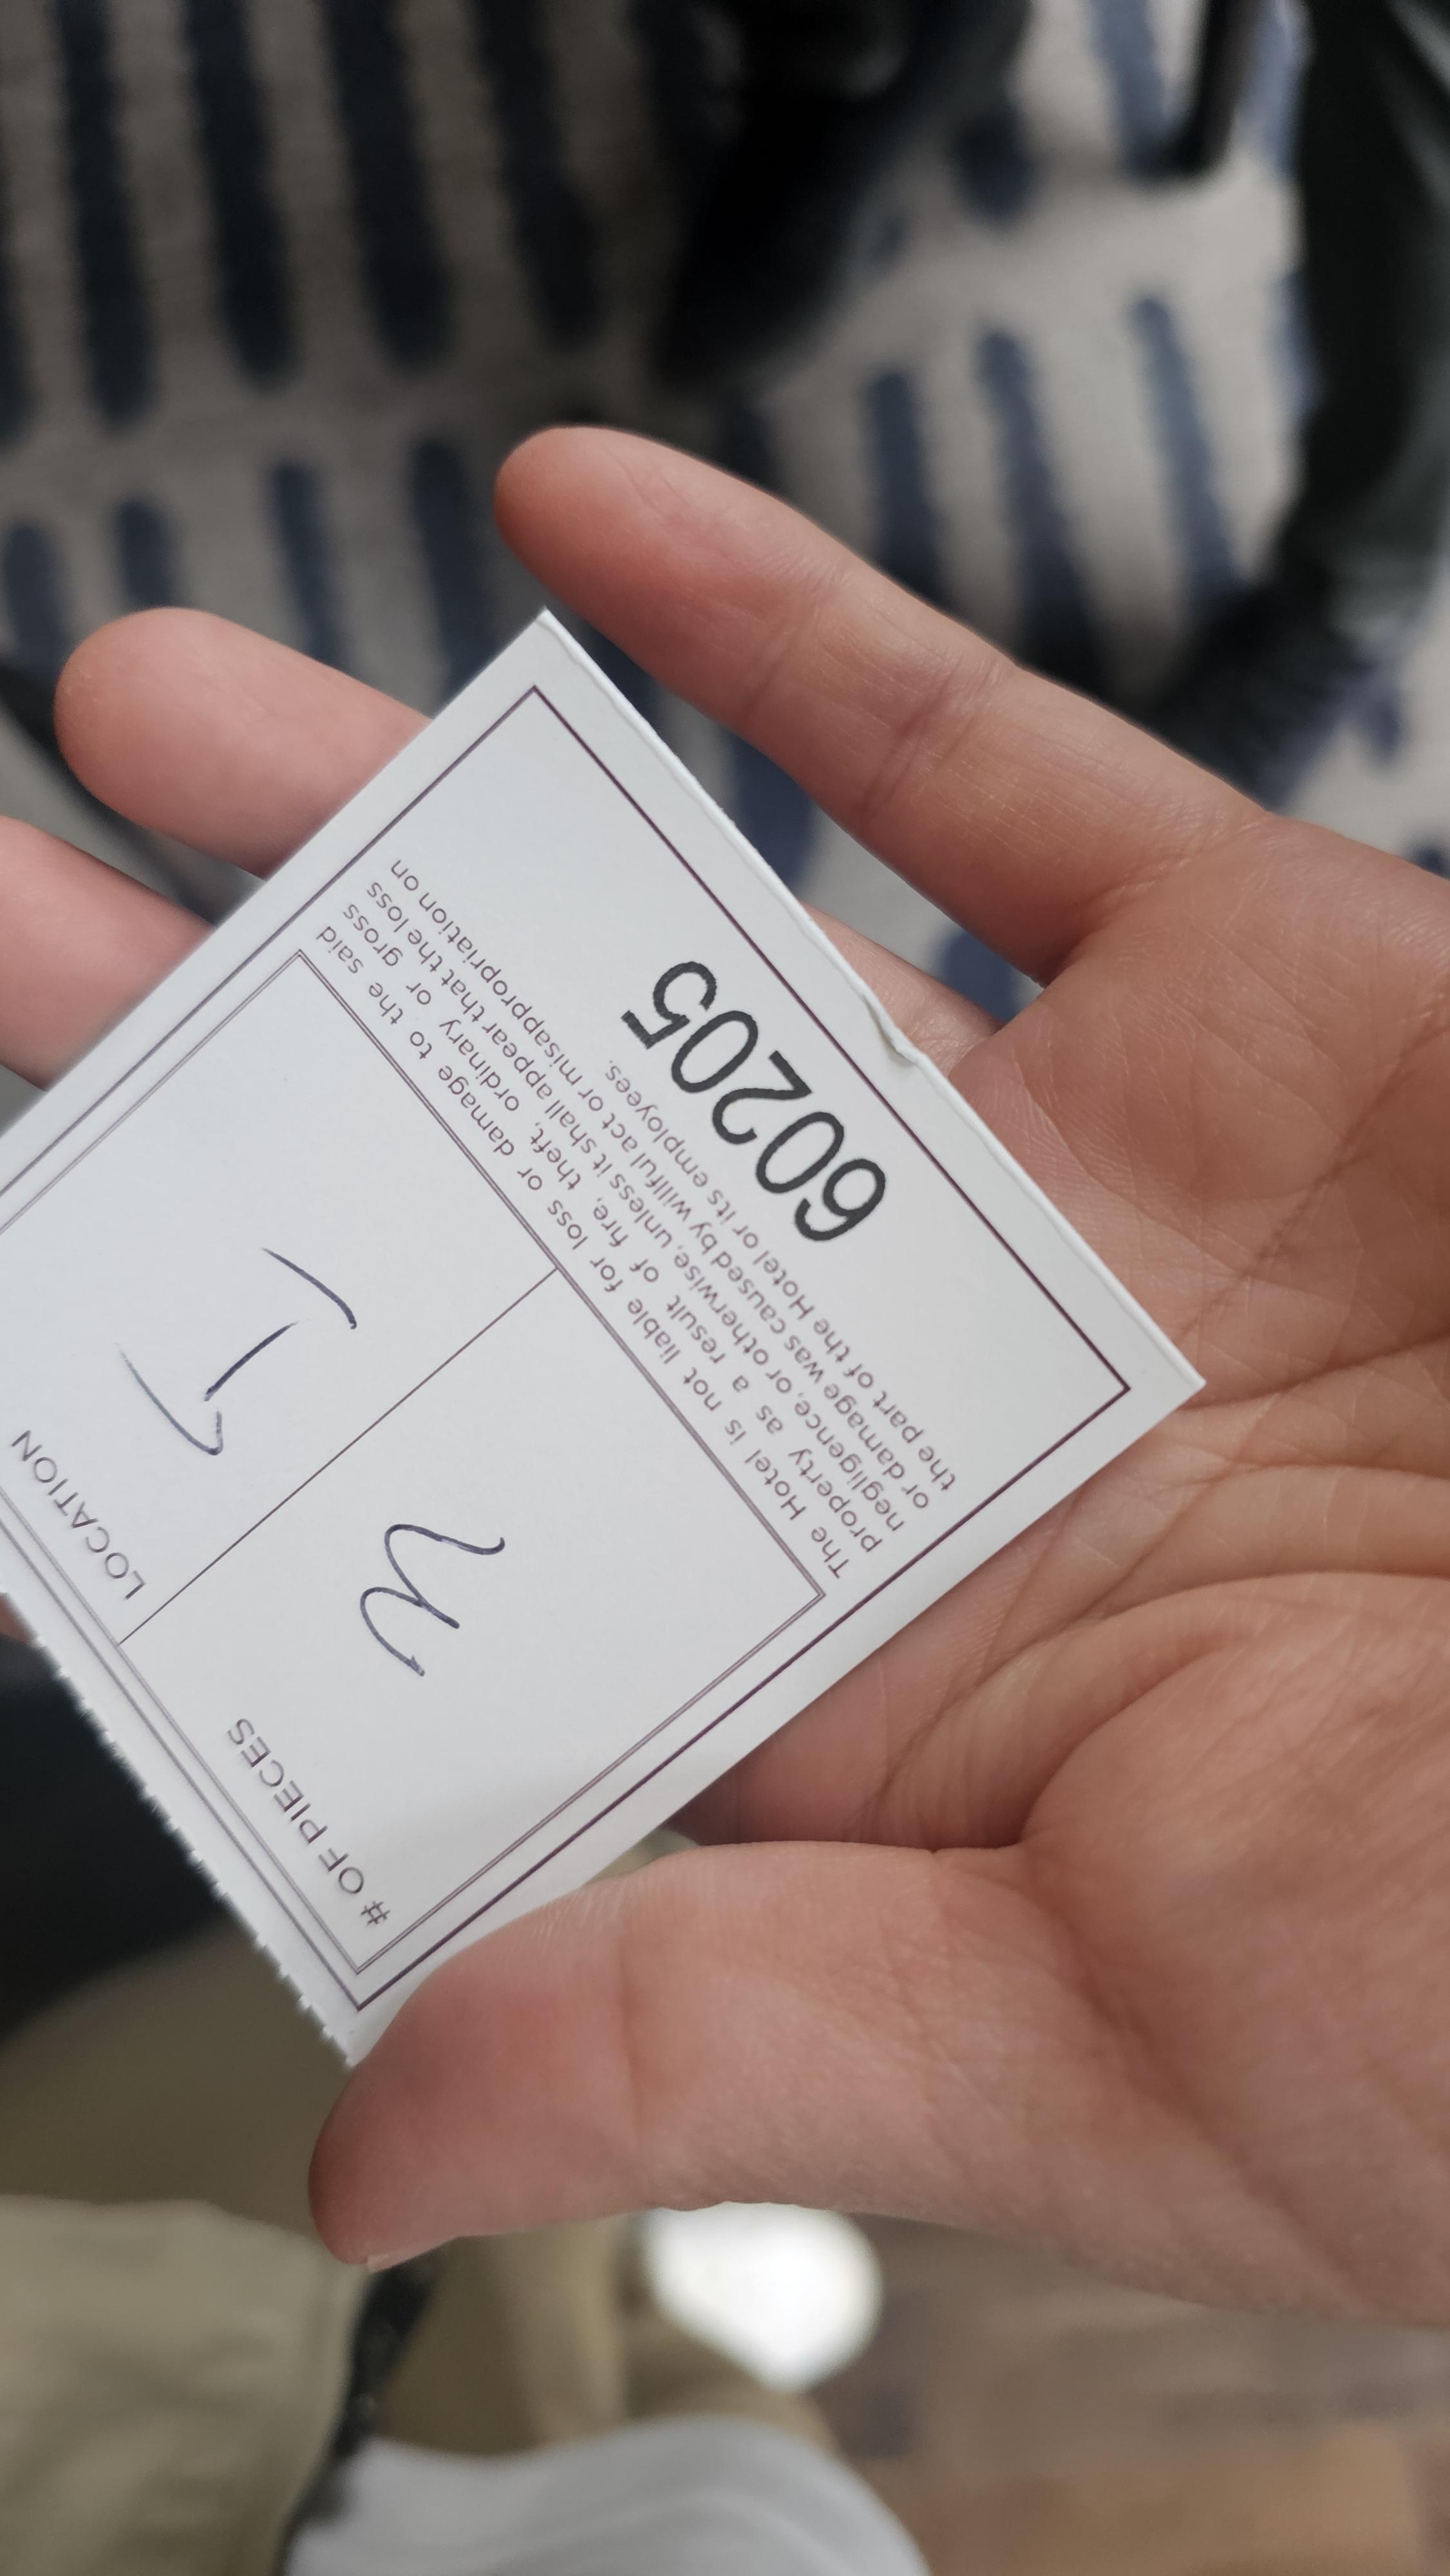 # OF PIECES
LOCATION
3
I
The Hotel is not liable for loss or damage to the said
property as a result of fire, theft, ordinary or gross
negligence, or otherwise, unless it shall appear that the loss
or damage was caused by willful act or misappropriation on
the part of the Hotel or its employees.
60205